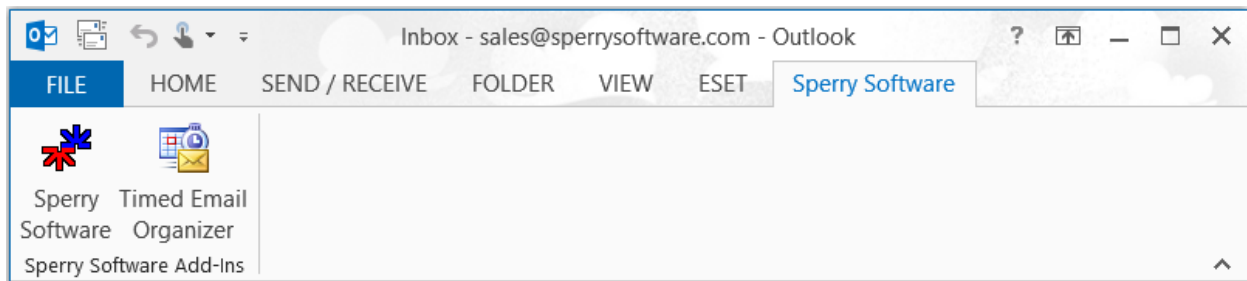 Inbox - sales@sperrysoftware.com - Outlook ?
FILE HOME SEND / RECEIVE FOLDER VIEW ESET Sperry Software
Sperry Timed Email
Software Organizer
Sperry Software Add-Ins